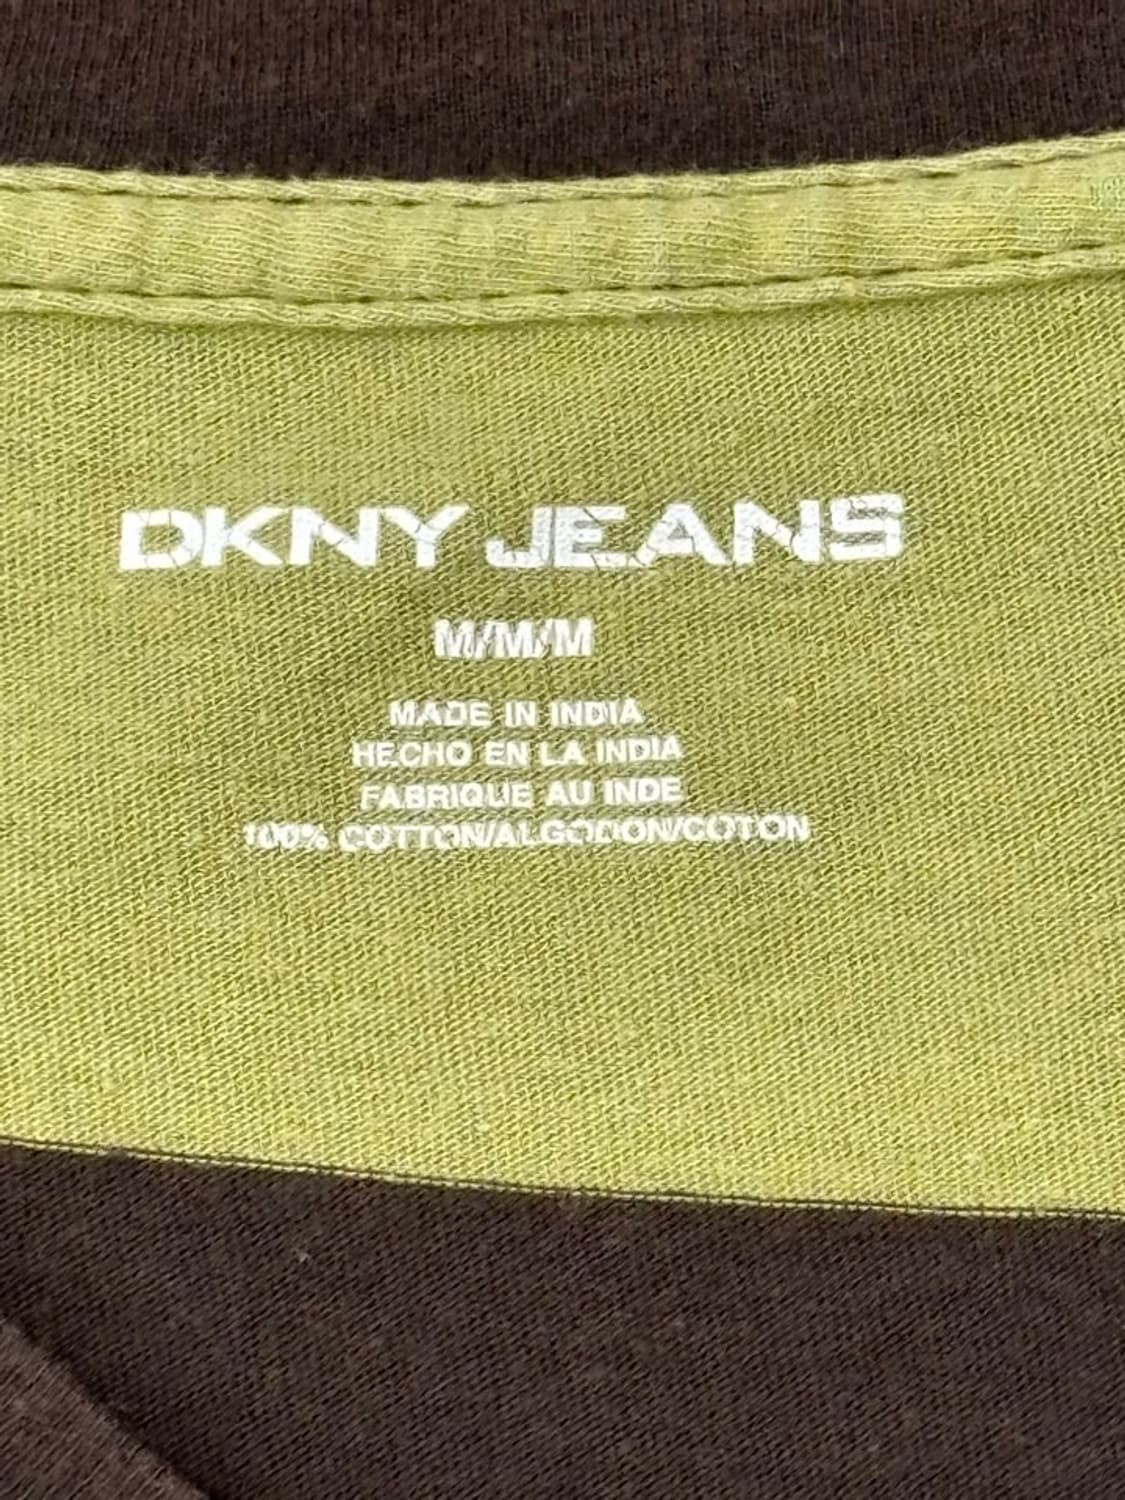 DKNY JEANS
M/M/M
MADE IN INDIA
HECHO EN LA INDIA
FABRIQUE AU INDE
100% COTTON/ALGODON/COTON